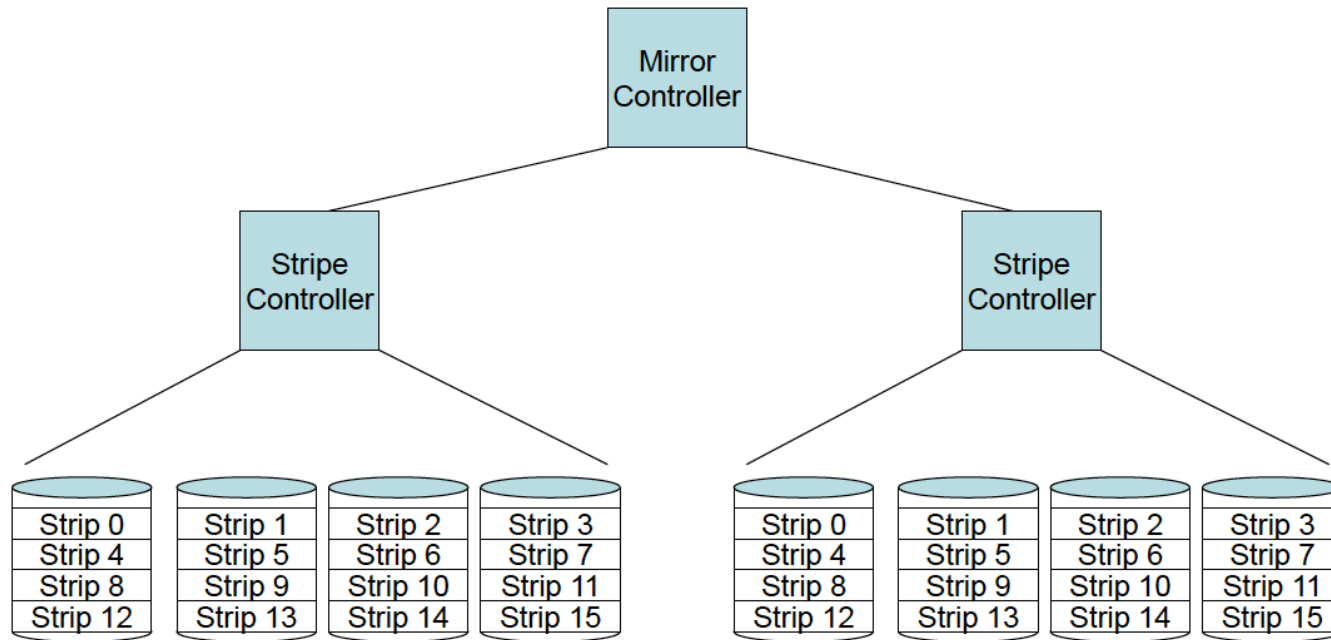 Mirror
Controller
Stripe
Controller
Stripe
Controller
Strip 0
Strip 4
Strip 8
Strip 12
Strip 1
Strip 5
Strip 9
Strip 13
Strip 2
Strip 6
Strip 10
Strip 14
Strip 3
Strip 7
Strip 11
Strip 15
Strip 0
Strip 4
Strip 8
Strip 12
Strip 1
Strip 5
Strip 9
Strip 13
Strip 2
Strip 6
Strip 10
Strip 14
Strip 3
Strip 7
Strip 11
Strip 15